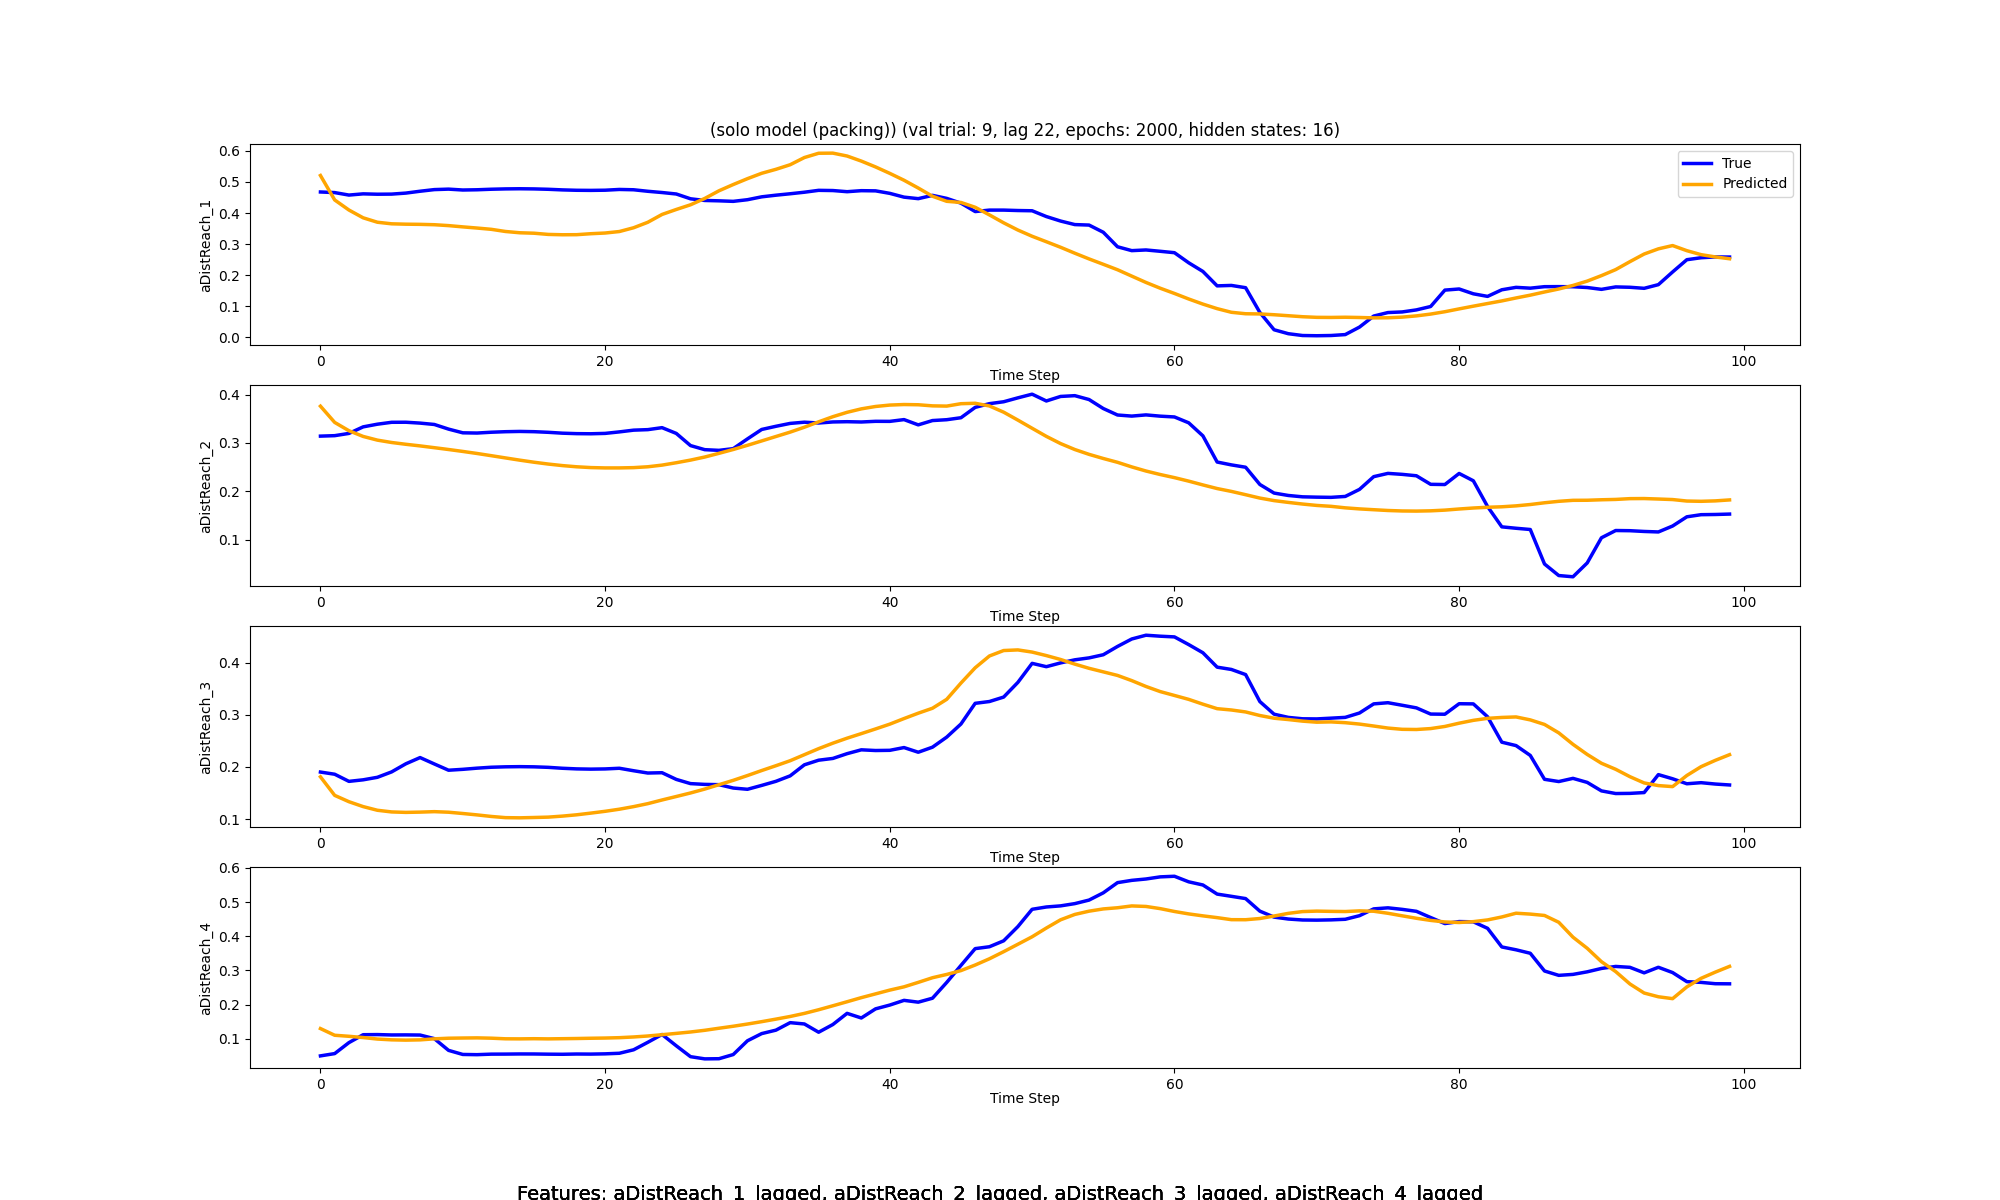 (solo model (packing)) (val trial: 9, lag 22, epochs: 2000, hidden states: 16)
True
Predicted
aDistReach_1
0.6
0.5
0.4
0.3
0.2
0.1
0.0
0 20 40 60 80 100
Time Step
aDistReach_2
0.4
0.3
0.2
0.1
0 20 40 60 80 100
Time Step
aDistReach_3
0.4
0.3
0.2
0.1
0 20 40 60 80 100
Time Step
aDistReach_4
0.6
0.5
0.4
0.3
0.2
0.1
0 20 40 60 80 100
Time Step
Features: aDistReach_1_lagged, aDistReach_2_lagged, aDistReach_3_lagged, aDistReach_4_lagged